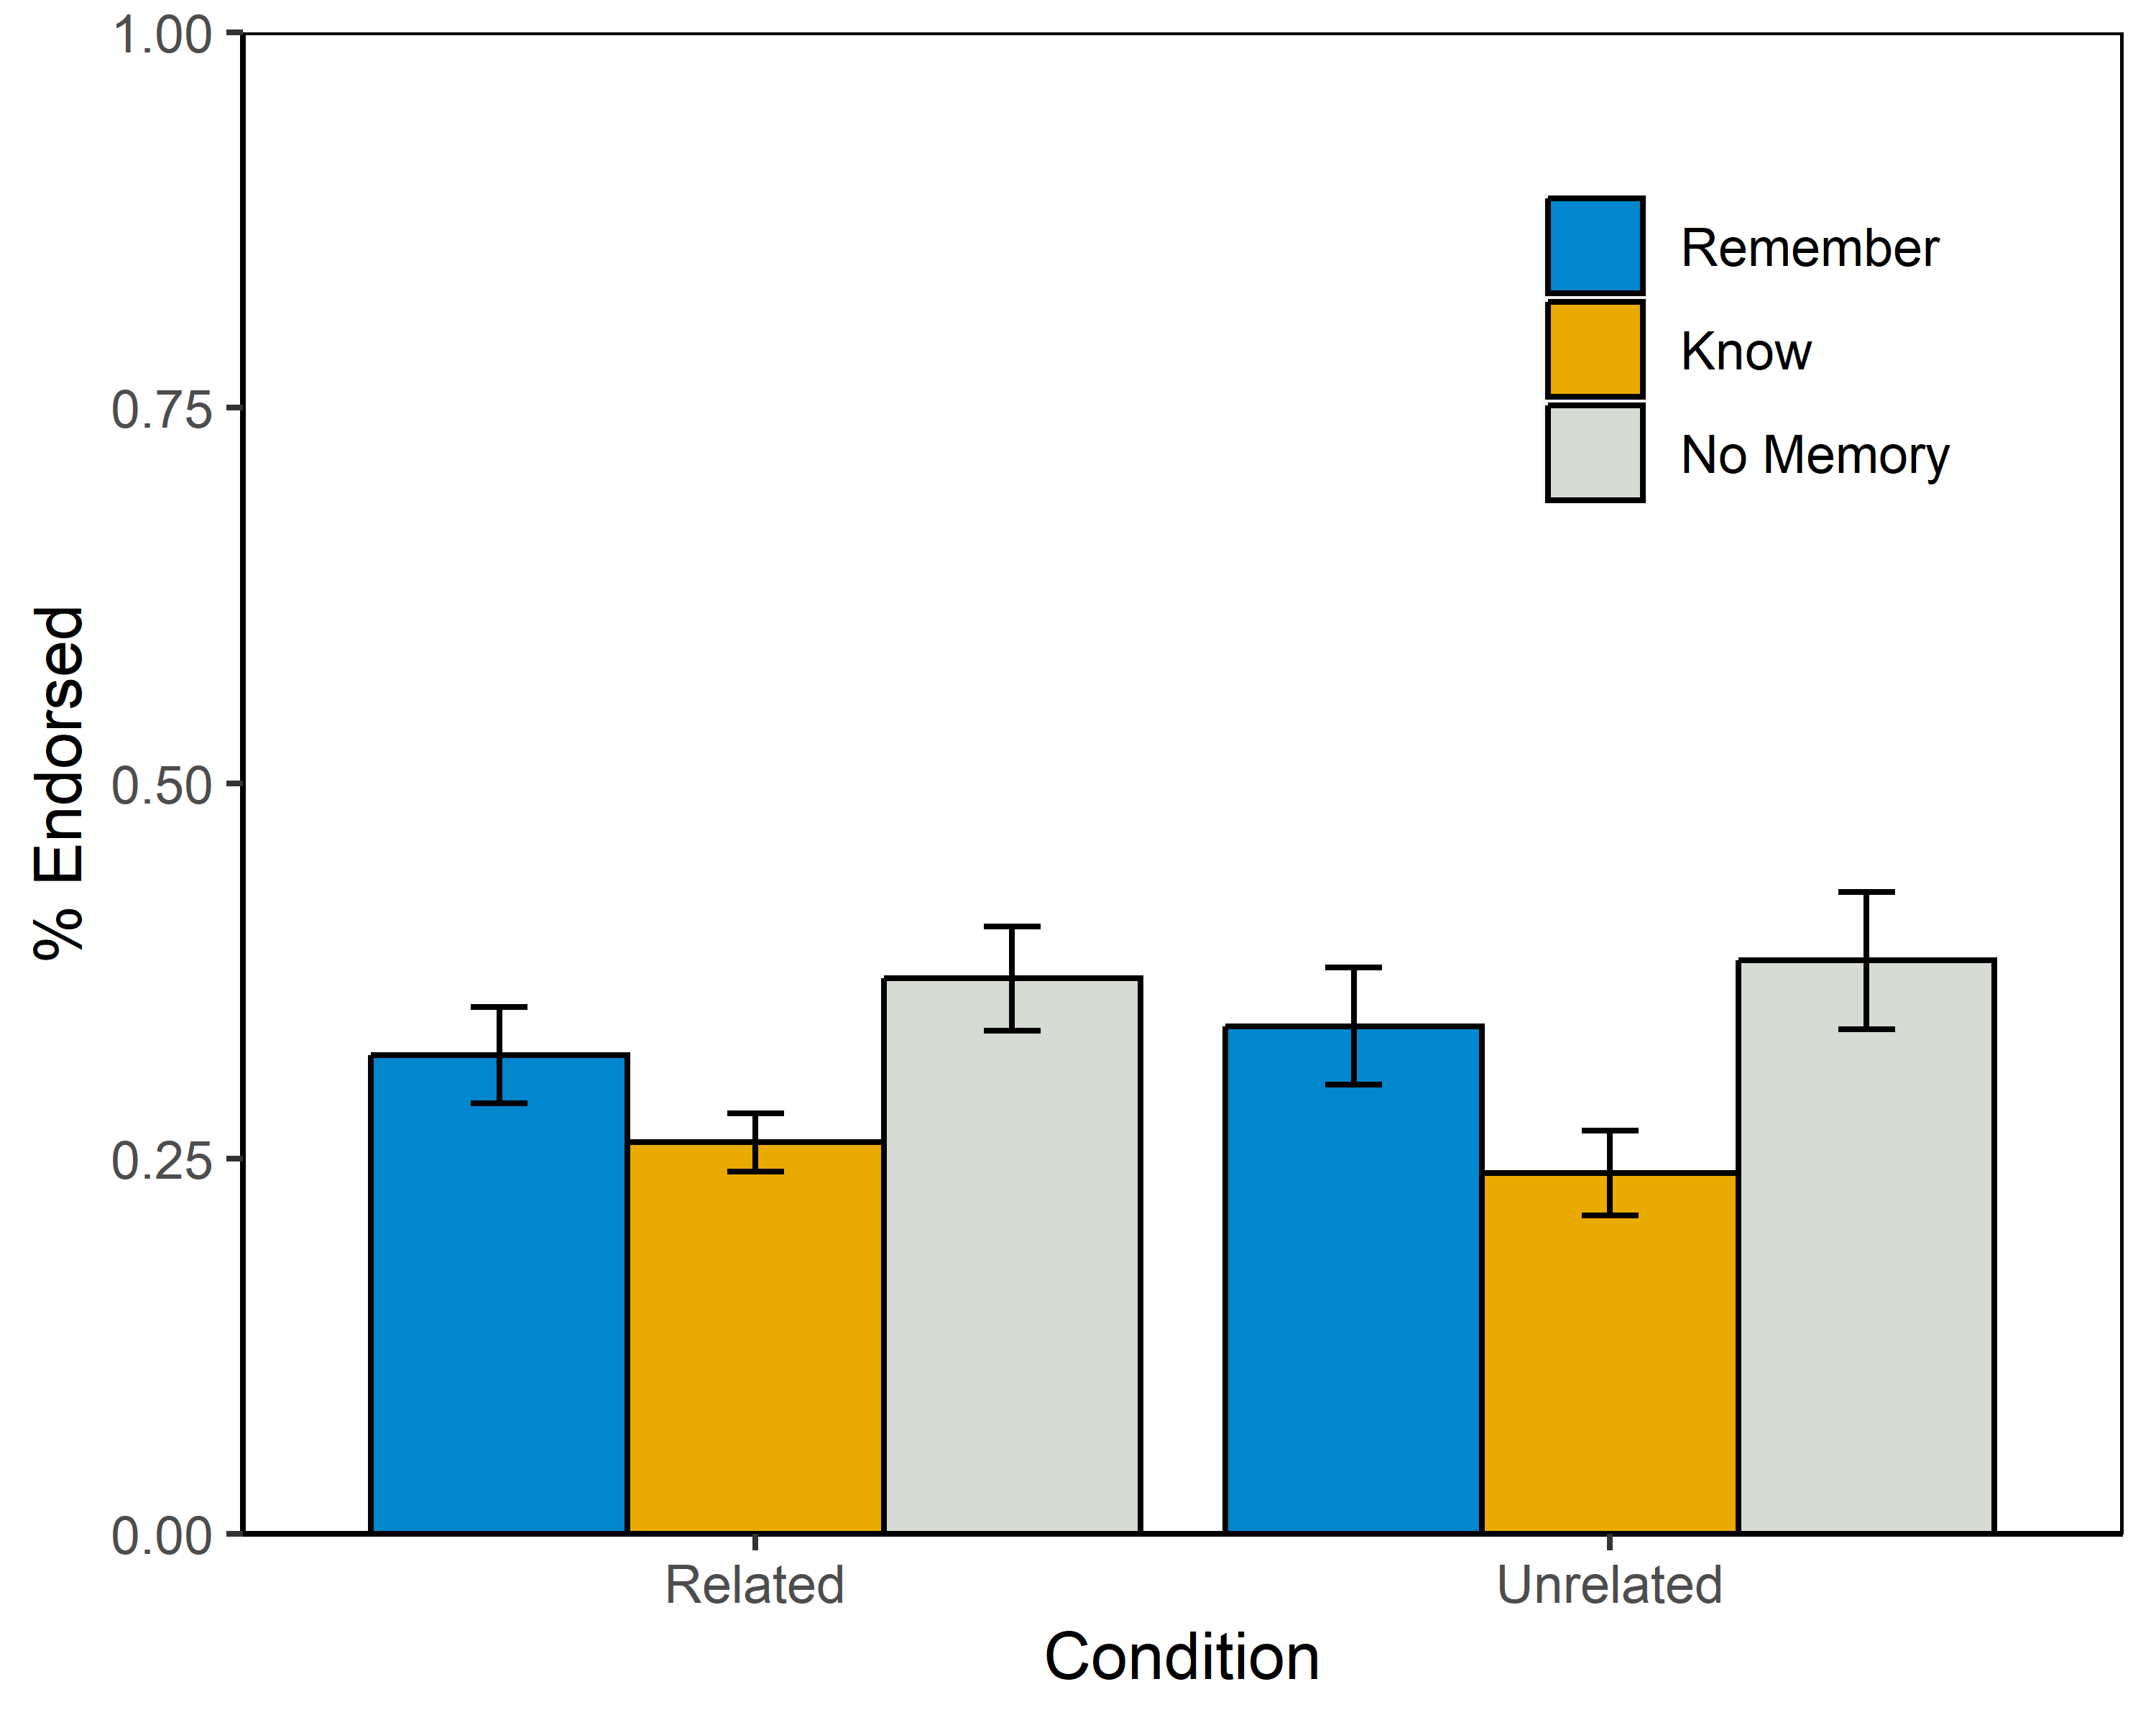 % Endorsed
1.00
0.75
0.50
0.25
0.00
Remember
Know
No Memory
Related
Unrelated
Condition